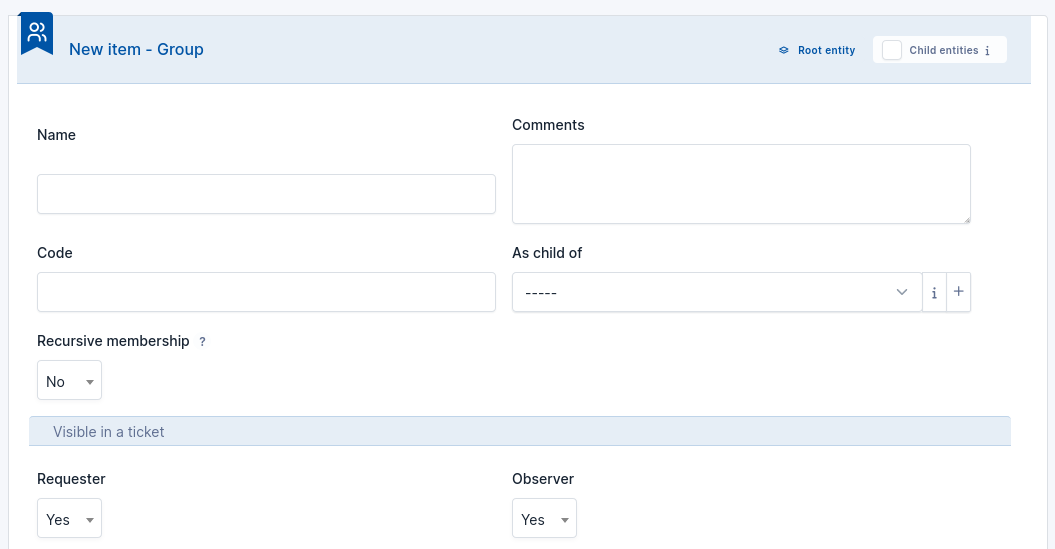 New item - Group
Root entity
Child entities i
Name
Comments
Code
As child of
-----
i +
Recursive membership ?
No
Visible in a ticket
Requester
Observer
Yes
Yes